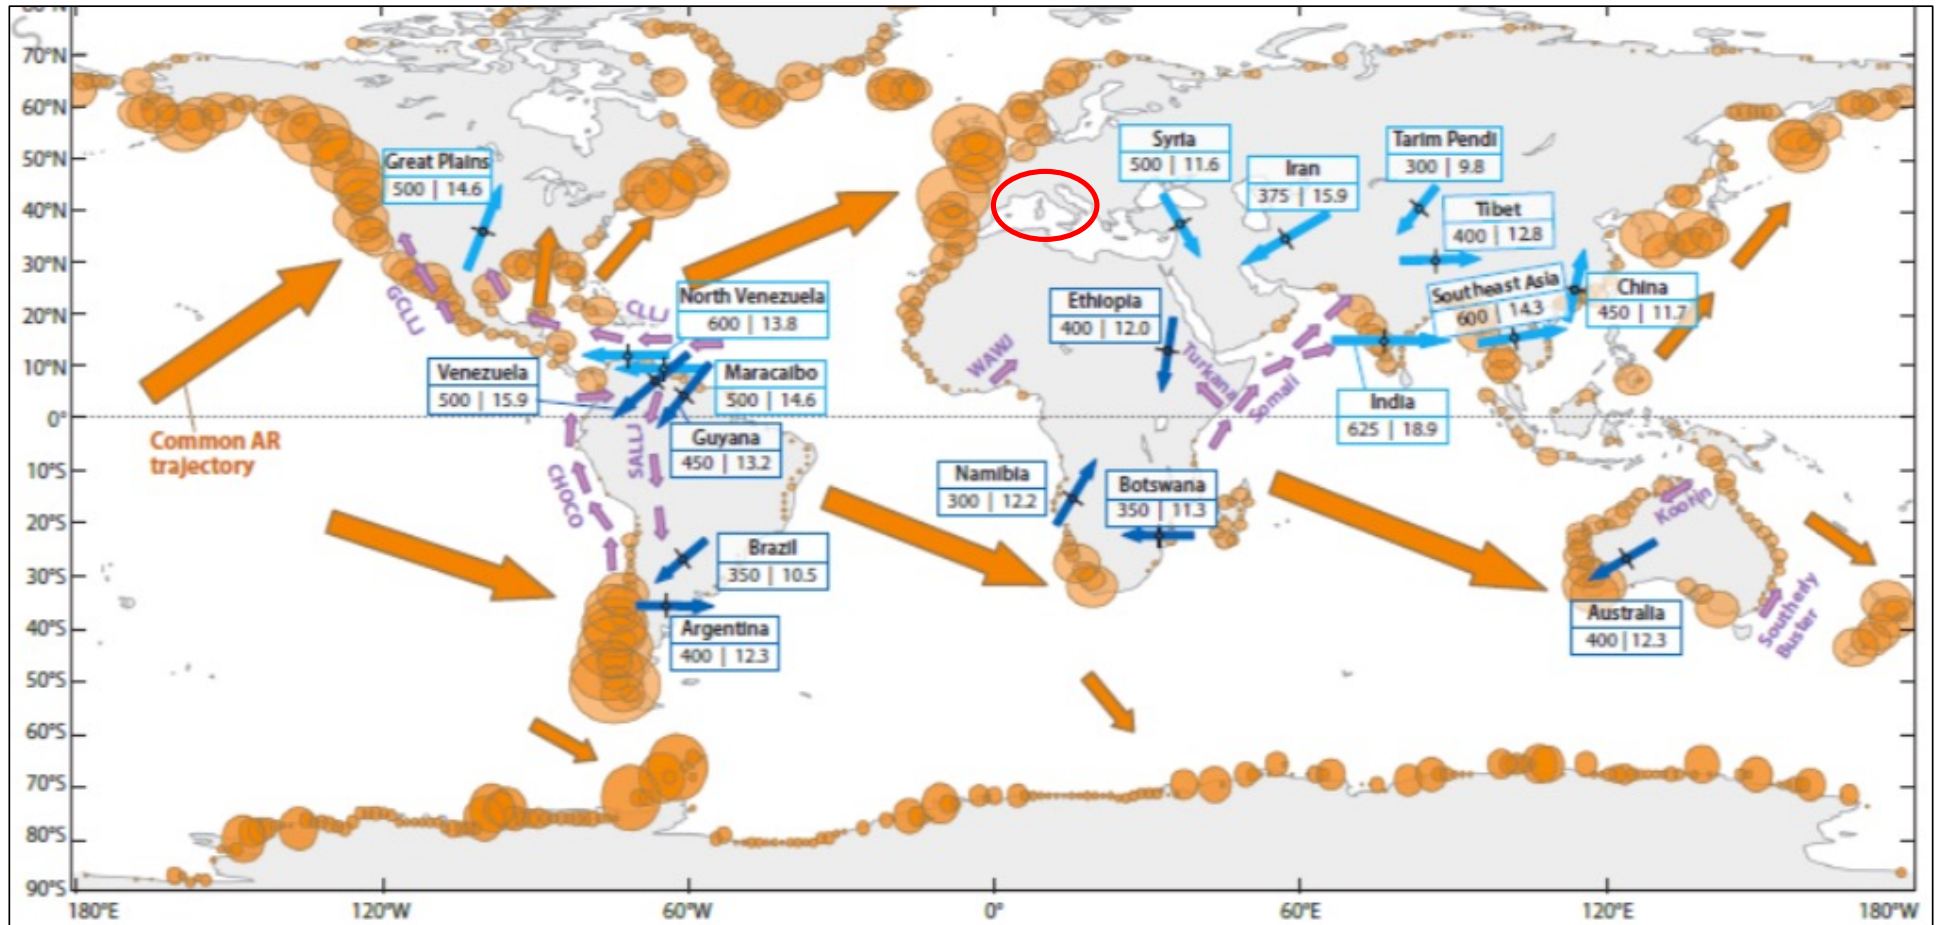 80°N
70°N
60°N
50°N
40°N
30°N
20°N
10°N
0°
10°S
20°S
30°S
40°S
50°S
60°S
70°S
80°S
90°S
180°E
120°W
60°W
0°
60°E
120°E
180°W
Great Plains
500 | 14.6
GCLLJ
CLLJ
North Venezuela
600 | 13.8
Venezuela
500 | 15.9
Maracaibo
500 | 14.6
Guyana
450 | 13.2
SALLJ
CHOCO
Common AR
trajectory
Brazil
350 | 10.5
Argentina
400 | 12.3
Syria
500 | 11.6
Iran
375 | 15.9
Tarim Pendi
300 | 9.8
Tibet
400 | 12.8
Southeast Asia
600 | 14.3
China
450 | 11.7
Ethiopia
400 | 12.0
WAWJ
Turkana
Somali
India
625 | 18.9
Namibia
300 | 12.2
Botswana
350 | 11.3
Kootin
Australia
400 | 12.3
Southerly
Buster